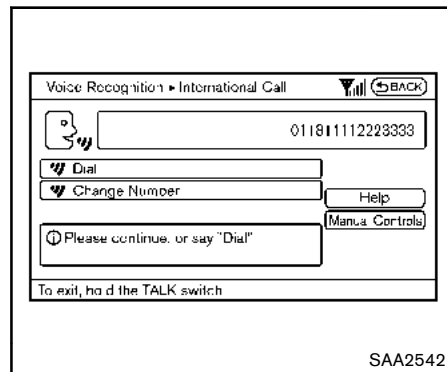 Voice Recognition ▸ International Call BACK
011811112223333
Dial
Change Number
Help
Manual Controls
Please continue, or say "Dial"
To exit, hold the TALK switch
SAA2542